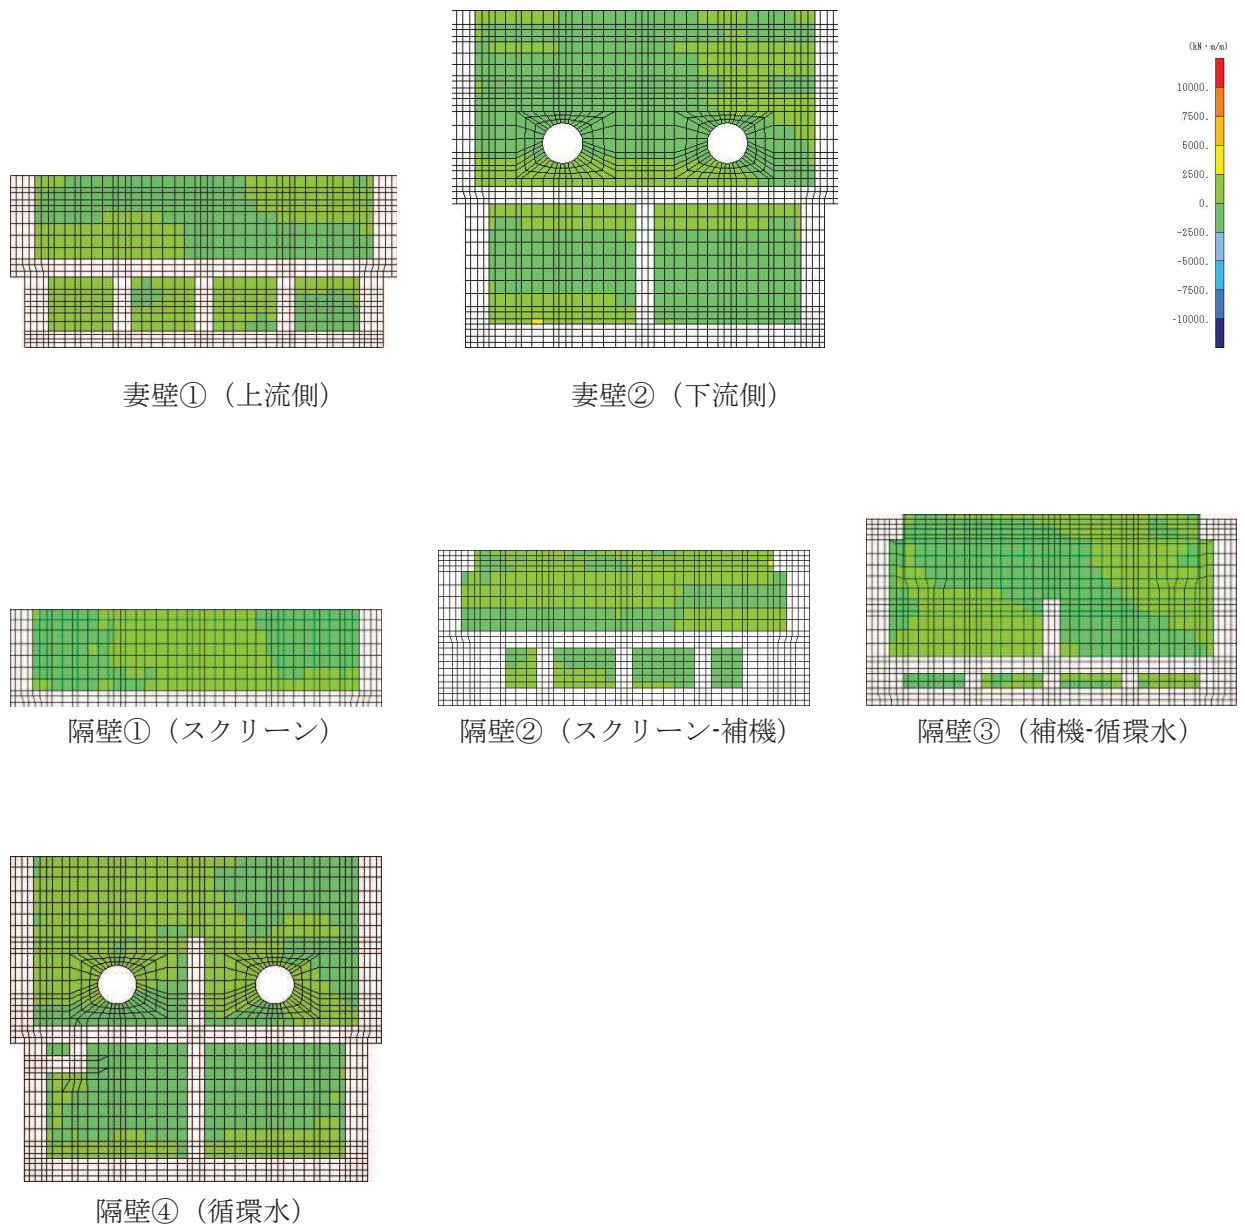 (kN・m/m)
10000.
7500.
5000.
2500.
0.
-2500.
-5000.
-7500.
-10000.
妻壁①（上流側）
妻壁②（下流側）
隔壁①（スクリーン）
隔壁②（スクリーン-補機）
隔壁③（補機-循環水）
隔壁④（循環水）